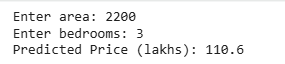 Enter area: 2200
Enter bedrooms: 3
Predicted Price (lakhs): 110.6